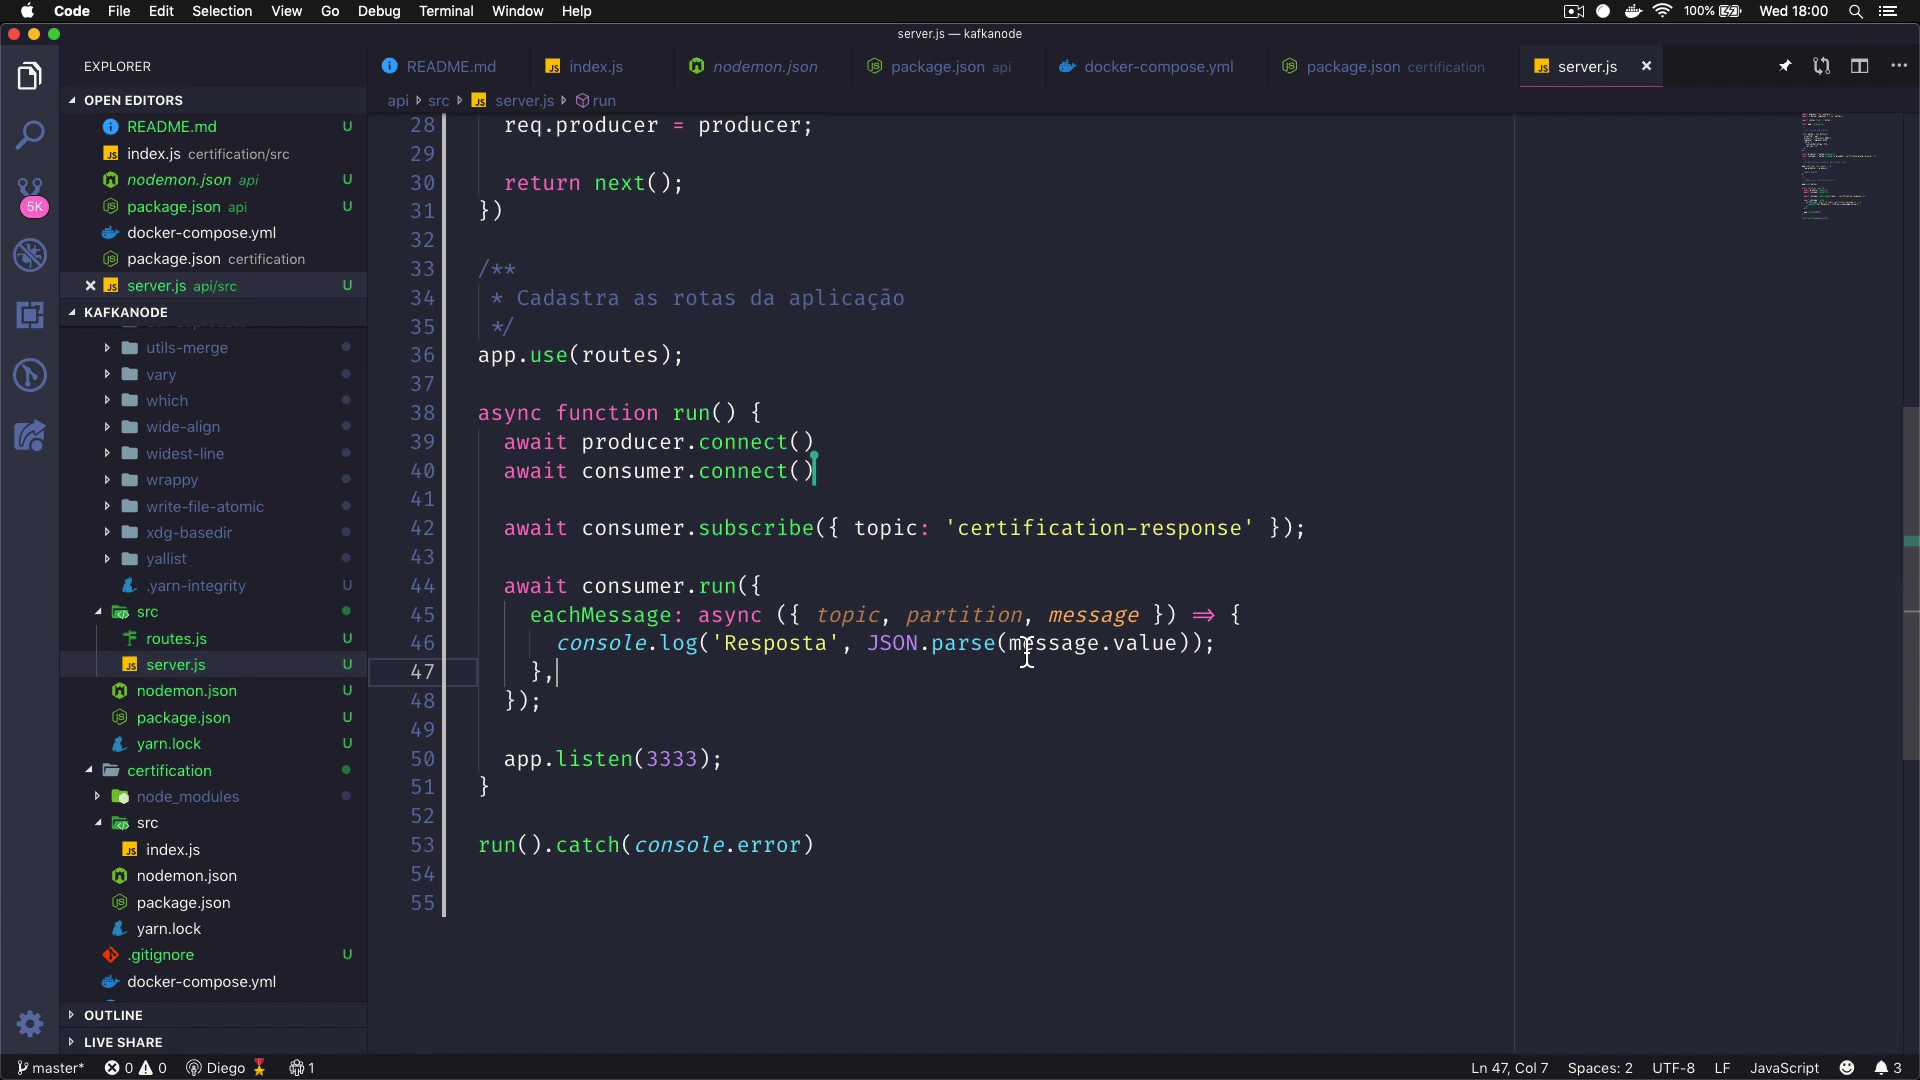 Code File Edit Selection View Go Debug Terminal Window Help 100% Wed 18:00
server.js — kafkanode
EXPLORER
README.md index.js nodemon.json package.json api docker-compose.yml package.json certification server.js
OPEN EDITORS
README.md U
index.js certification/src
nodemon.json api U
package.json api U
docker-compose.yml
package.json certification
server.js api/src U
5K
KAFKANODE
utils-merge
vary
which
wide-align
widest-line
wrappy
write-file-atomic
xdg-basedir
yallist
.yarn-integrity U
src
routes.js U
server.js U
nodemon.json U
package.json U
yarn.lock U
certification
node_modules
src
index.js
nodemon.json
package.json
yarn.lock
.gitignore U
docker-compose.yml
OUTLINE
LIVE SHARE
api src server.js run
28 req.producer = producer;
29
30 return next();
31 })
32
33 /**
34 * Cadastra as rotas da aplicação
35 */
36 app.use(routes);
37
38 async function run() {
39 await producer.connect()
40 await consumer.connect()
41
42 await consumer.subscribe({ topic: 'certification-response' });
43
44 await consumer.run({
45 eachMessage: async ({ topic, partition, message }) => {
46 console.log('Resposta', JSON.parse(message.value));
47 },
48 });
49
50 app.listen(3333);
51 }
52
53 run().catch(console.error)
54
55
master* 0 0 Diego 1 Ln 47, Col 7 Spaces: 2 UTF-8 LF JavaScript 3